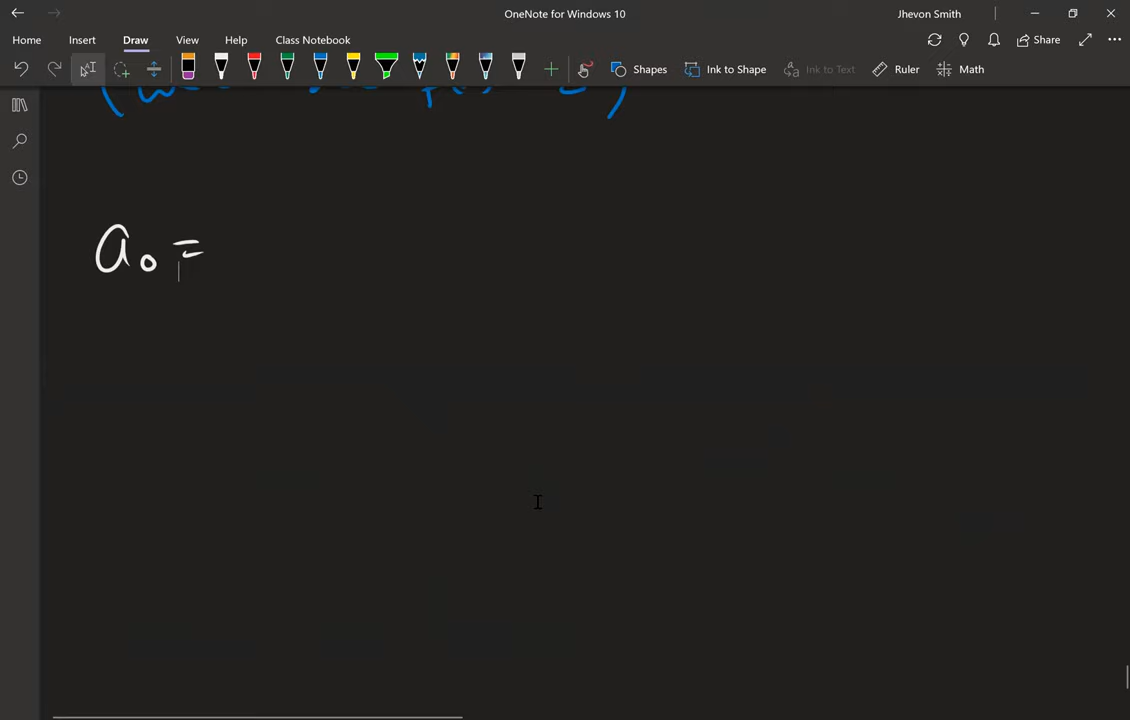 OneNote for Windows 10
Jhevon Smith
Home Insert Draw View Help Class Notebook
Share
Shapes Ink to Shape Ink to Text Ruler Math
a₀ =